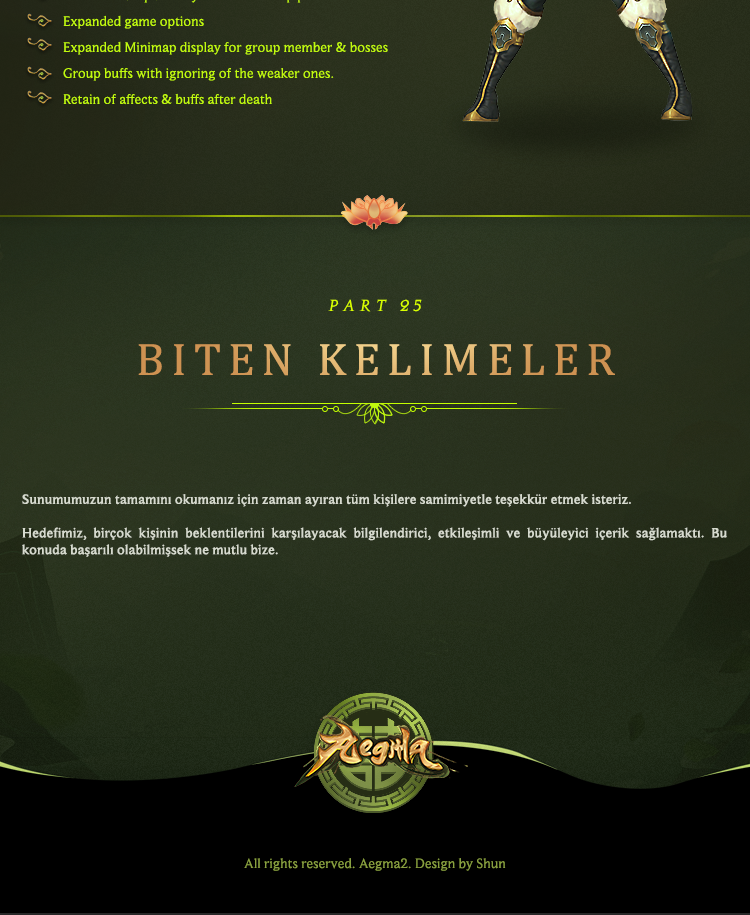 Expanded game options
Expanded Minimap display for group member & bosses
Group buffs with ignoring of the weaker ones.
Retain of affects & buffs after death
PART 25
BITEN KELIMELER
Sunumumuzun tamamını okumanız için zaman ayıran tüm kişilere samimiyetle teşekkür etmek isteriz.
Hedefimiz, birçok kişinin beklentilerini karşılayacak bilgilendirici, etkileşimli ve büyüleyici içerik sağlamaktı. Bu
konuda başarılı olabilmişsek ne mutlu bize.
Aegma
All rights reserved. Aegma2. Design by Shun